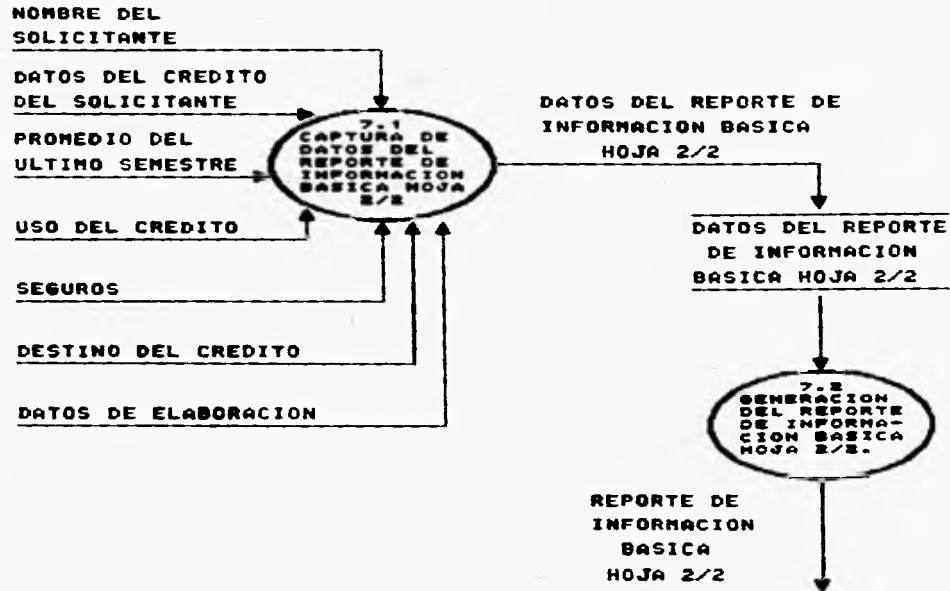 NOMBRE DEL
SOLICITANTE
DATOS DEL CREDITO
DEL SOLICITANTE
PROMEDIO DEL
ULTIMO SEMESTRE
USO DEL CREDITO
SEGUROS
DESTINO DEL CREDITO
DATOS DE ELABORACION
7.1
CAPTURA DE
DATOS DEL
REPORTE DE
INFORMACION
BASICA HOJA
2/2
DATOS DEL REPORTE DE
INFORMACION BASICA
HOJA 2/2
DATOS DEL REPORTE
DE INFORMACION
BASICA HOJA 2/2
7.2
GENERACION
DEL REPORTE
DE INFORMA-
CION BASICA
HOJA 2/2.
REPORTE DE
INFORMACION
BASICA
HOJA 2/2